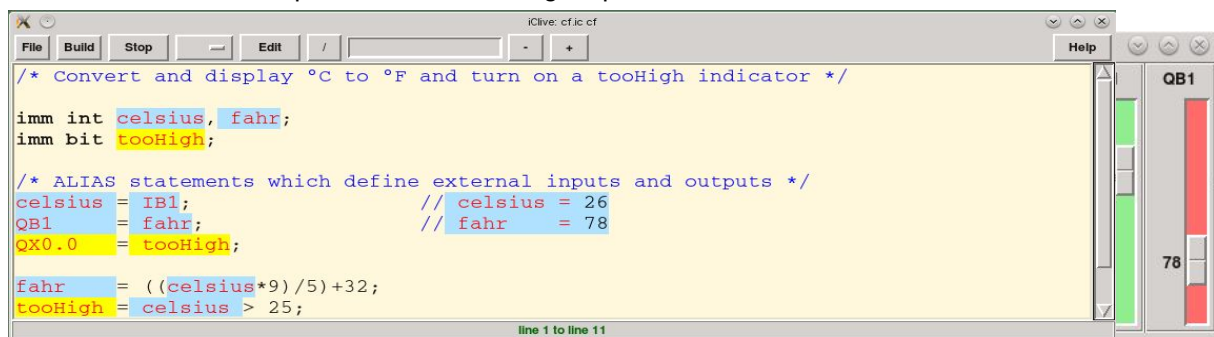 iClive: cf.ic cf
File Build Stop Edit / - + Help
/* Convert and display °C to °F and turn on a tooHigh indicator */
imm int celsius, fahr;
imm bit tooHigh;
/* ALIAS statements which define external inputs and outputs */
celsius = IB1; // celsius = 26
QB1 = fahr; // fahr = 78
QX0.0 = tooHigh;
fahr = ((celsius*9)/5)+32;
tooHigh = celsius > 25;
line 1 to line 11
QB1
78